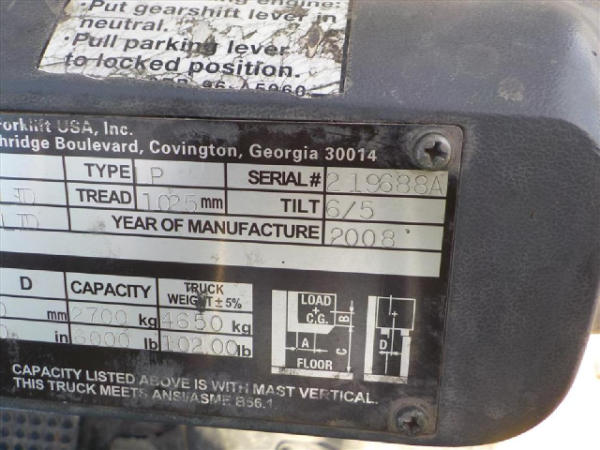 •Put gearshift lever in
neutral.
•Pull parking lever
to locked position.
Forklift USA, Inc.
Boulevard, Covington, Georgia 30014
TYPE LP SERIAL# 219688A
TREAD 1025 mm TILT 6/5
LTD YEAR OF MANUFACTURE 2008
D CAPACITY TRUCK WEIGHT ± 5%
mm 2700 kg 4650 kg
in 6000 lb 10200 lb
LOAD
+
C.G.
B
A
C
D
FLOOR
CAPACITY LISTED ABOVE IS WITH MAST VERTICAL.
THIS TRUCK MEETS ANSI/ASME B56.1